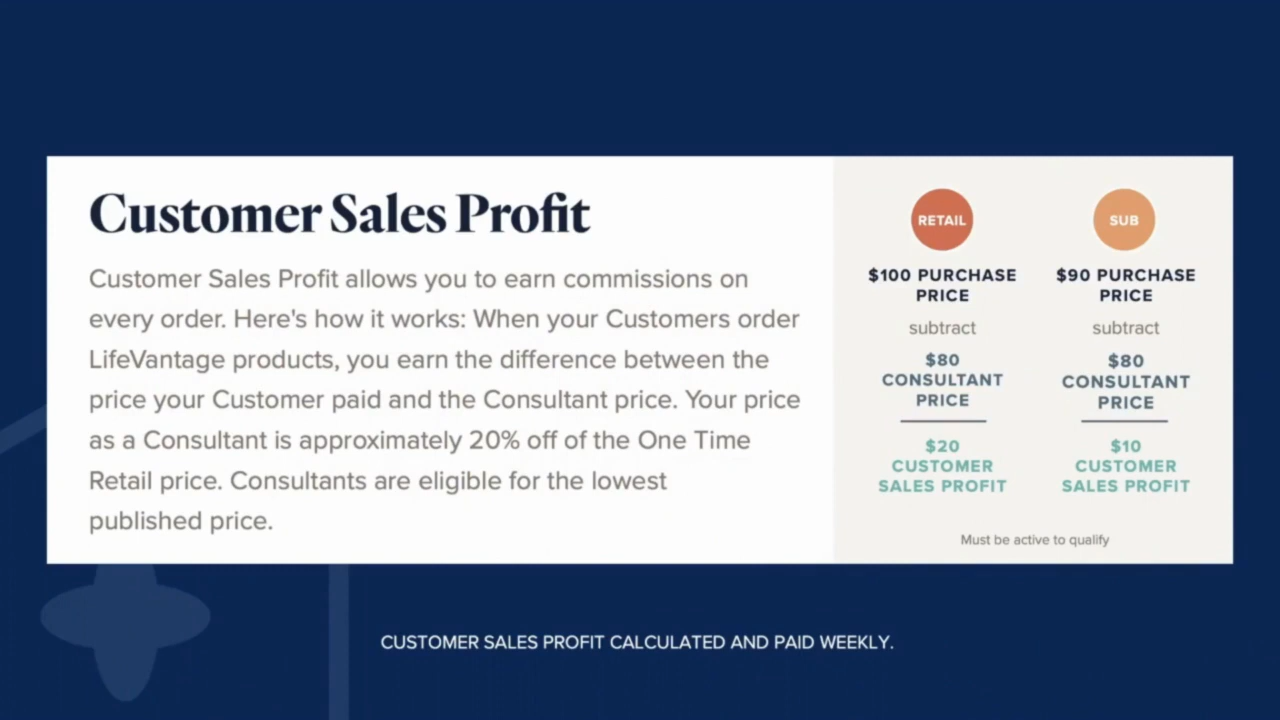 Customer Sales Profit
Customer Sales Profit allows you to earn commissions on
every order. Here's how it works: When your Customers order
LifeVantage products, you earn the difference between the
price your Customer paid and the Consultant price. Your price
as a Consultant is approximately 20% off of the One Time
Retail price. Consultants are eligible for the lowest
published price.
RETAIL
$100 PURCHASE
PRICE
subtract
$80
CONSULTANT
PRICE
$20
CUSTOMER
SALES PROFIT
SUB
$90 PURCHASE
PRICE
subtract
$80
CONSULTANT
PRICE
$10
CUSTOMER
SALES PROFIT
Must be active to qualify
CUSTOMER SALES PROFIT CALCULATED AND PAID WEEKLY.